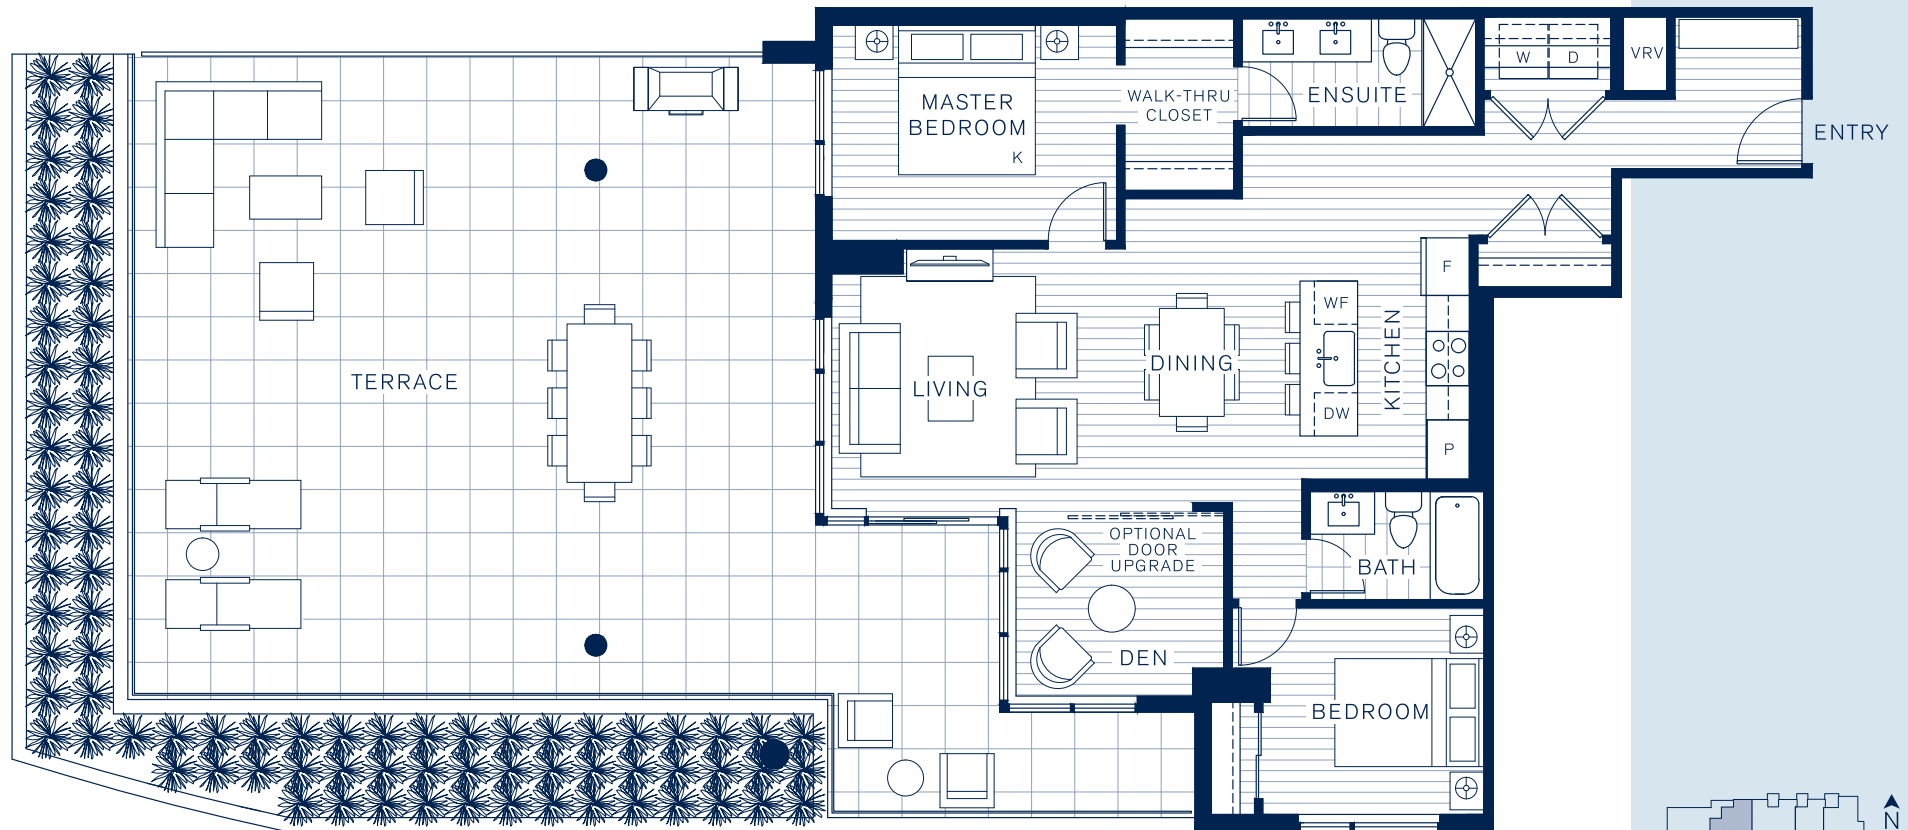 MASTER
BEDROOM
K
WALK-THRU
CLOSET
ENSUITE
W
D
VRV
ENTRY
TERRACE
LIVING
DINING
WF
DW
KITCHEN
F
P
OPTIONAL
DOOR
UPGRADE
DEN
BATH
BEDROOM
N